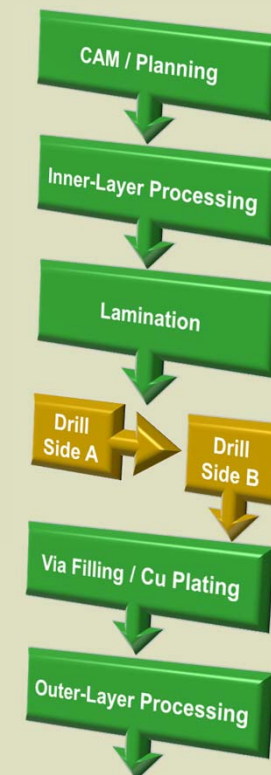 CAM / Planning
Inner-Layer Processing
Lamination
Drill
Side A
Drill
Side B
Via Filling / Cu Plating
Outer-Layer Processing